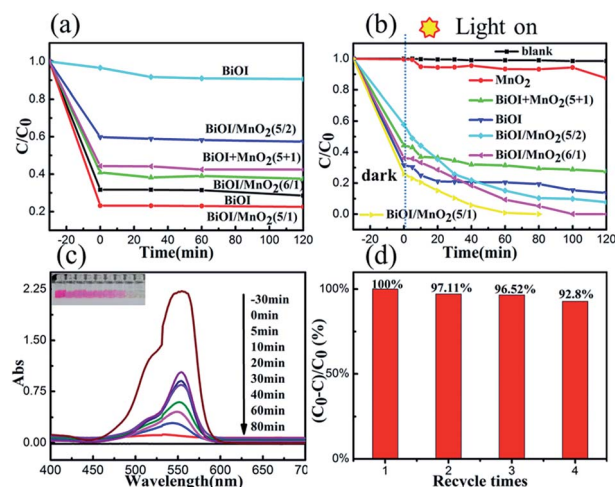 Light on
(a)
C/C0
1.0
0.8
0.6
0.4
0.2
BiOI
BiOI/MnO2(5/2)
BiOI+MnO2(5+1)
BiOI/MnO2(6/1)
BiOI
BiOI/MnO2(5/1)
-20 0 20 40 60 80 100 120
Time(min)
(b)
C/C0
1.0
0.8
0.6
0.4
0.2
0.0
blank
MnO2
BiOI+MnO2(5+1)
BiOI
BiOI/MnO2(5/2)
BiOI/MnO2(6/1)
dark
BiOI/MnO2(5/1)
-20 0 20 40 60 80 100 120
Time(min)
(c)
Abs
2.25
1.50
0.75
0.00
-30min
0min
5min
10min
20min
30min
40min
60min
80min
400 450 500 550 600 650 700
Wavelength(nm)
(d)
(C0-C)/C0 (%)
100%
50%
0%
100%
97.11%
96.52%
92.8%
1 2 3 4
Recycle times